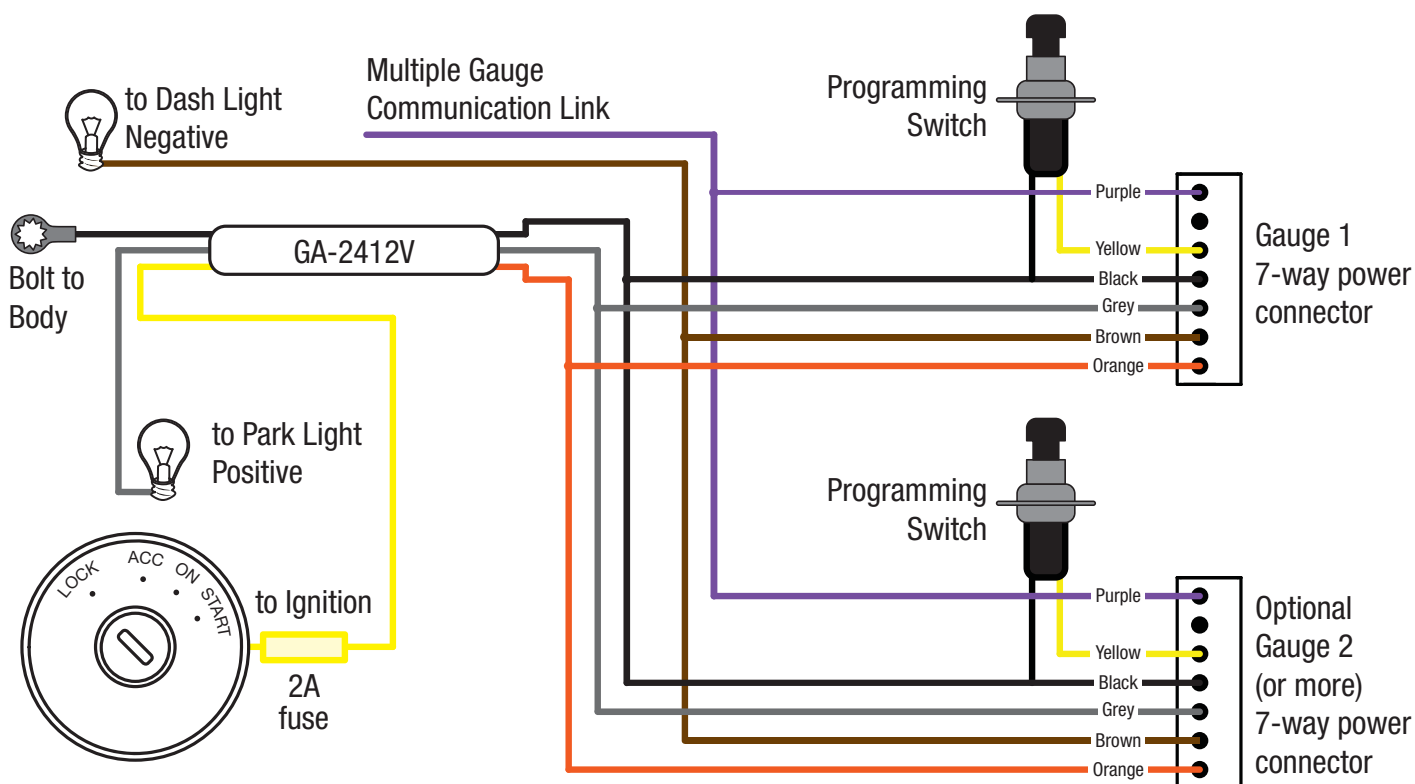 to Dash Light
Negative
Multiple Gauge
Communication Link
Programming
Switch
Purple
Yellow
Black
Grey
Brown
Orange
Gauge 1
7-way power
connector
GA-2412V
Bolt to
Body
to Park Light
Positive
LOCK
ACC
ON
START
to Ignition
2A
fuse
Programming
Switch
Purple
Yellow
Black
Grey
Brown
Orange
Optional
Gauge 2
(or more)
7-way power
connector